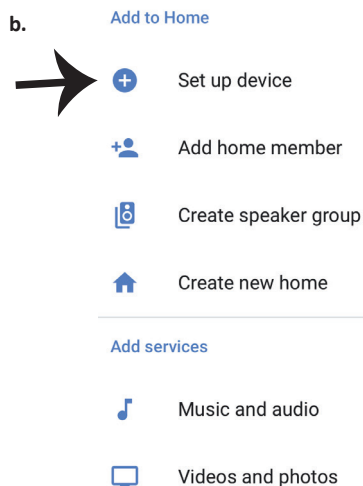 b.
Add to Home
Set up device
Add home member
Create speaker group
Create new home
Add services
Music and audio
Videos and photos